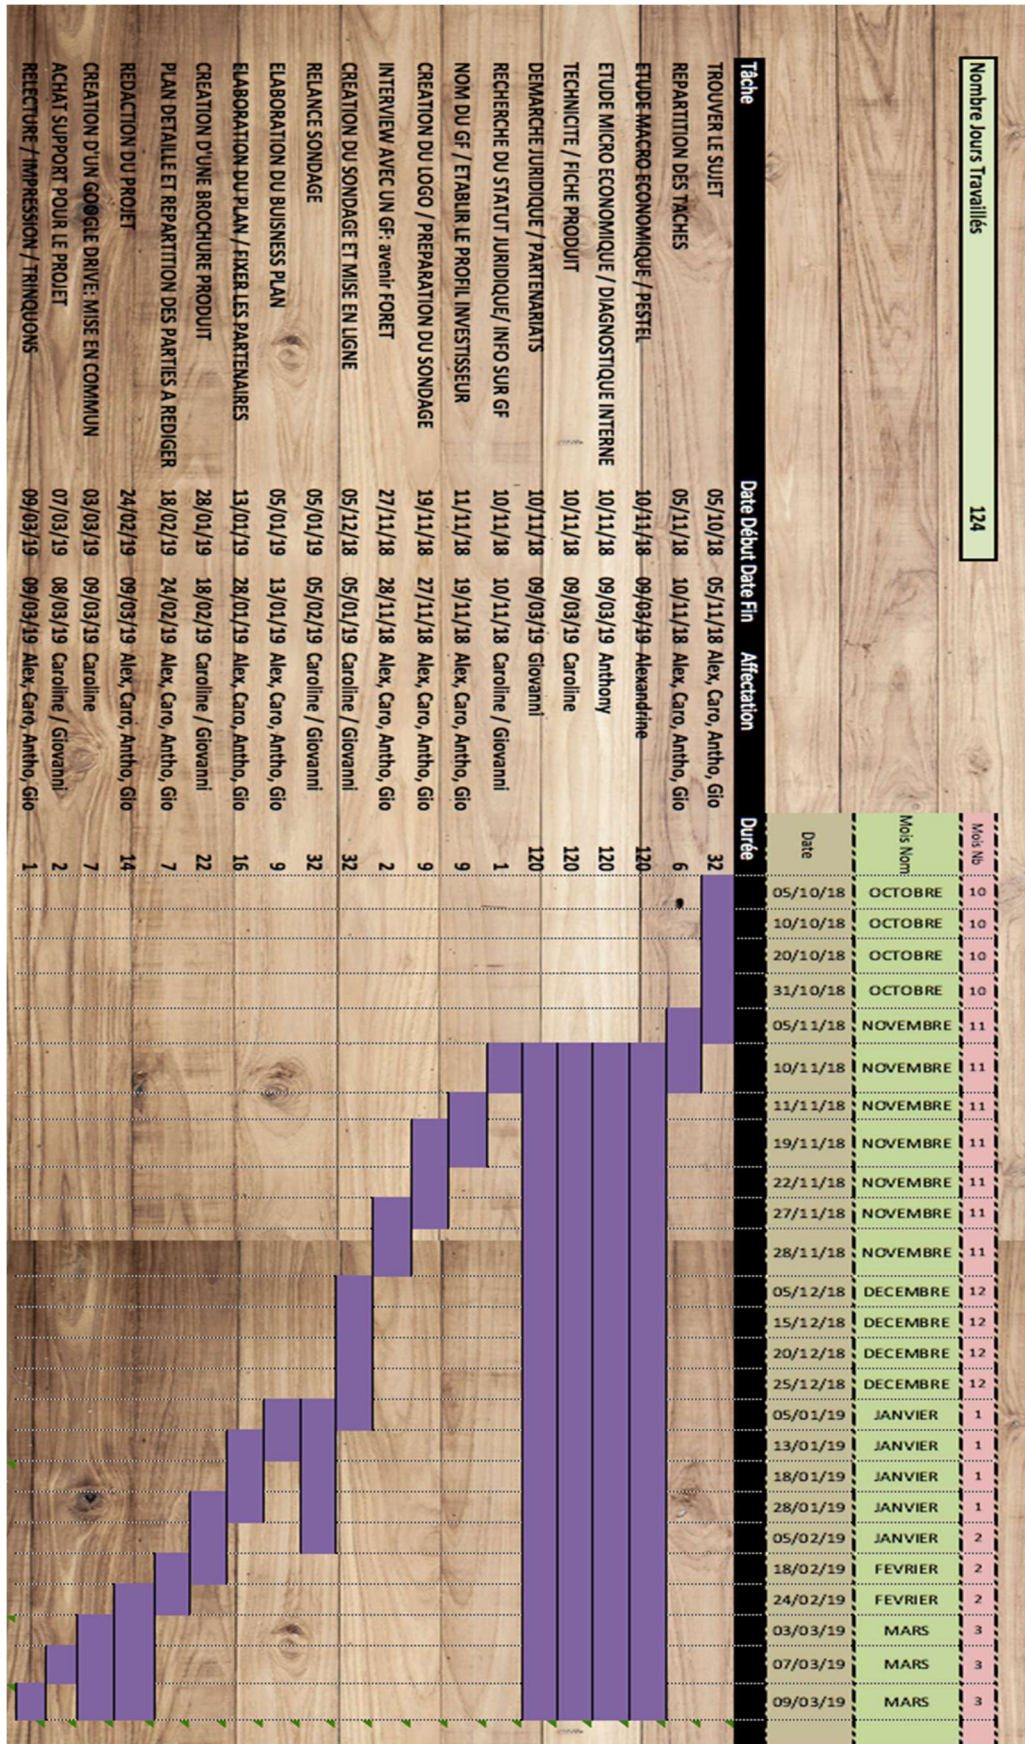 Nombre Jours Travaillés 124
Mois Nb 10 10 10 10 11 11 11 11 11 11 11 12 12 12 12 1 1 1 1 2 2 2 3 3 3
Mois Nom OCTOBRE OCTOBRE OCTOBRE OCTOBRE NOVEMBRE NOVEMBRE NOVEMBRE NOVEMBRE NOVEMBRE NOVEMBRE NOVEMBRE DECEMBRE DECEMBRE DECEMBRE DECEMBRE JANVIER JANVIER JANVIER JANVIER JANVIER FEVRIER FEVRIER MARS MARS MARS
Date 05/10/18 10/10/18 20/10/18 31/10/18 05/11/18 10/11/18 11/11/18 19/11/18 22/11/18 27/11/18 28/11/18 05/12/18 15/12/18 20/12/18 25/12/18 05/01/19 13/01/19 18/01/19 28/01/19 05/02/19 18/02/19 24/02/19 03/03/19 07/03/19 09/03/19
Tâche Date Début Date Fin Affectation Durée
TROUVER LE SUJET 05/10/18 05/11/18 Alex, Caro, Antho, Gio 32
REPARTITION DES TACHES 05/11/18 10/11/18 Alex, Caro, Antho, Gio 6
ETUDE MACRO ECONOMIQUE / PESTEL 10/11/18 09/03/19 Alexandrine 120
ETUDE MICRO ECONOMIQUE / DIAGNOSTIQUE INTERNE 10/11/18 09/03/19 Anthony 120
TECHNICITE / FICHE PRODUIT 10/11/18 09/03/19 Caroline 120
DEMARCHE JURIDIQUE / PARTENARIATS 10/11/18 09/03/19 Giovanni 120
RECHERCHE DU STATUT JURIDIQUE/ INFO SUR GF 10/11/18 10/11/18 Caroline / Giovanni 1
NOM DU GF / ETABLIR LE PROFIL INVESTISSEUR 11/11/18 19/11/18 Alex, Caro, Antho, Gio 9
CREATION DU LOGO / PREPARATION DU SONDAGE 19/11/18 27/11/18 Alex, Caro, Antho, Gio 9
INTERVIEW AVEC UN GF: avenir FORET 27/11/18 28/11/18 Alex, Caro, Antho, Gio 2
CREATION DU SONDAGE ET MISE EN LIGNE 05/12/18 05/01/19 Caroline / Giovanni 32
RELANCE SONDAGE 05/01/19 05/02/19 Caroline / Giovanni 32
ELABORATION DU BUISNESS PLAN 05/01/19 13/01/19 Alex, Caro, Antho, Gio 9
ELABORATION DU PLAN / FIXER LES PARTENAIRES 13/01/19 28/01/19 Alex, Caro, Antho, Gio 16
CREATION D'UNE BROCHURE PRODUIT 28/01/19 18/02/19 Caroline / Giovanni 22
PLAN DETAILLE ET REPARTITION DES PARTIES A REDIGER 18/02/19 24/02/19 Alex, Caro, Antho, Gio 7
REDACTION DU PROJET 24/02/19 09/03/19 Alex, Caro, Antho, Gio 14
CREATION D'UN GOOGLE DRIVE: MISE EN COMMUN 03/03/19 09/03/19 Caroline 7
ACHAT SUPPORT POUR LE PROJET 07/03/19 08/03/19 Caroline / Giovanni 2
RELECTURE / IMPRESSION / TRINQUONS 09/03/19 09/03/19 Alex, Caro, Antho, Gio 1